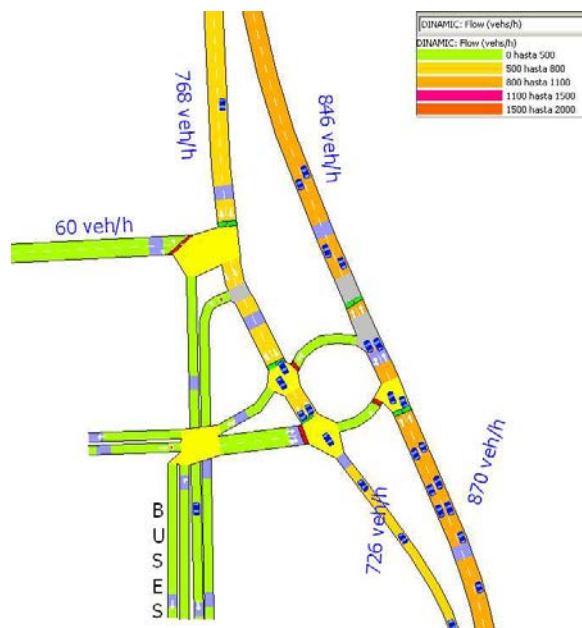 DINAMIC: Flow (vehs/h)
DINAMIC: Flow (vehs/h)
0 hasta 500
500 hasta 800
800 hasta 1100
1100 hasta 1500
1500 hasta 2000
768 veh/h
846 veh/h
60 veh/h
870 veh/h
726 veh/h
BUSES